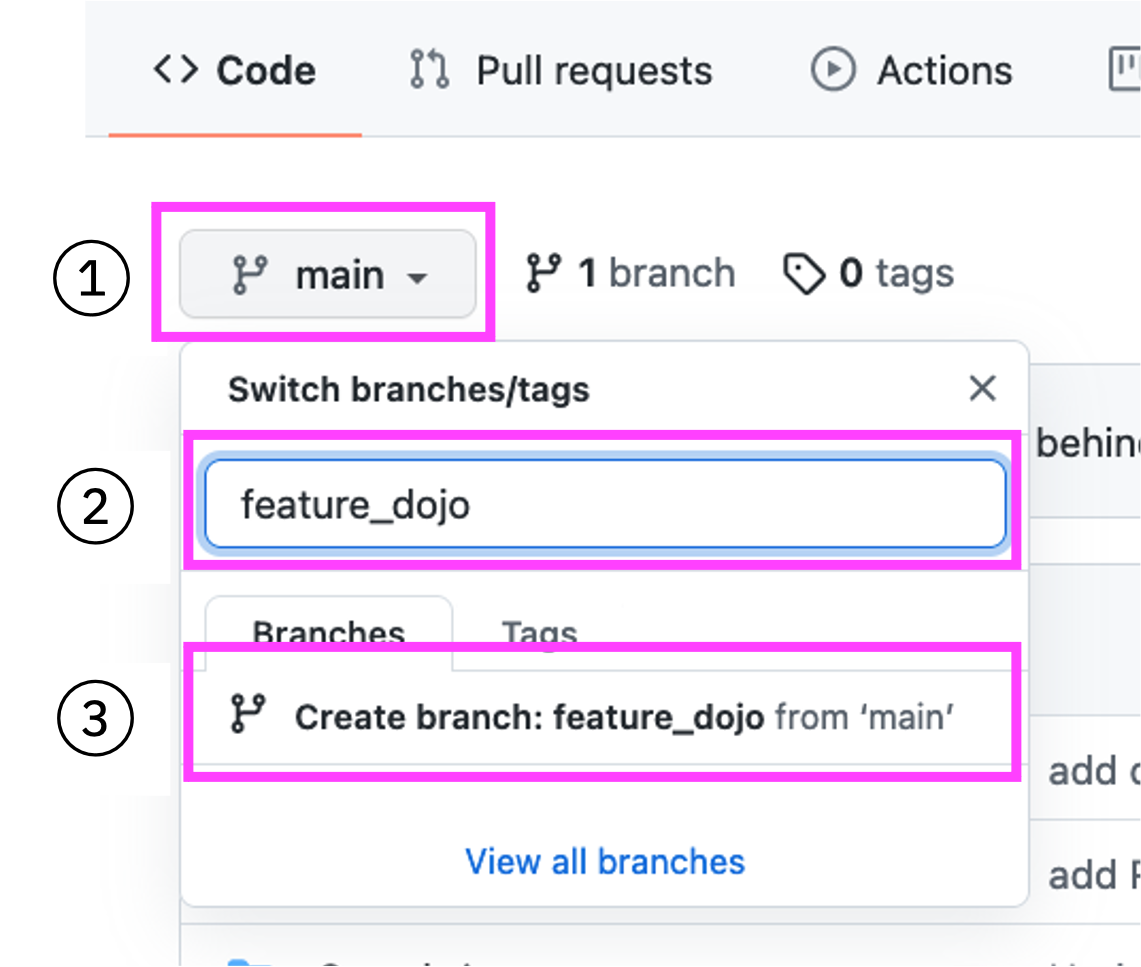 <> Code Pull requests Actions
1 main 1 branch 0 tags
Switch branches/tags
2 feature_dojo
Branches Tags
3 Create branch: feature_dojo from ‘main’
add
add
View all branches